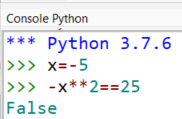 Console Python
*** Python 3.7.6
>>> x=-5
>>> -x**2==25
False